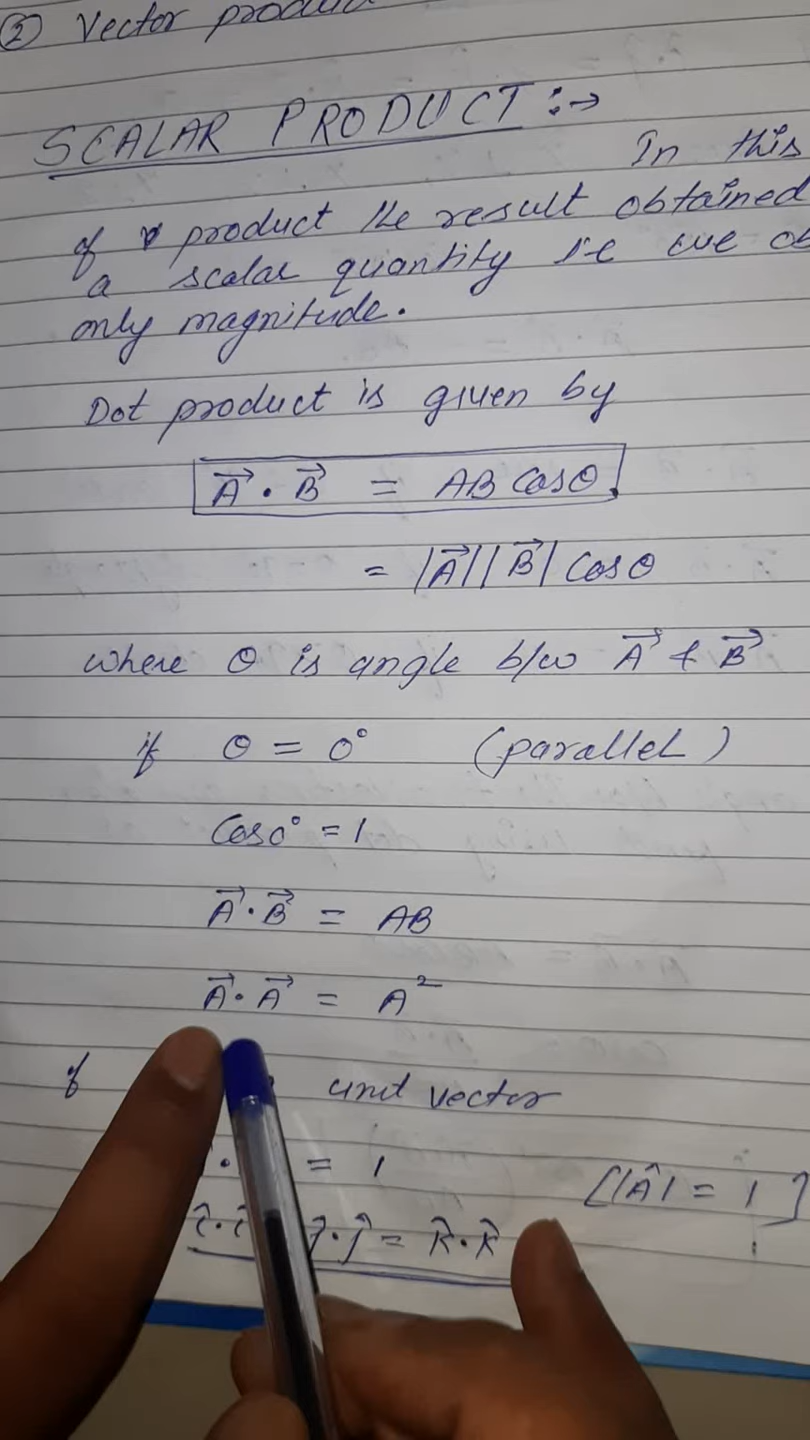 ② Vector produc
SCALAR PRODUCT :→
In this
of product the result obtained
a scalar quantity i.e we ob
only magnitude.
Dot product is given by
A⃗ · B⃗ = AB Cosθ.
= |A⃗||B⃗| Cosθ
where θ is angle b/w A⃗ & B⃗
if θ = 0° (parallel)
Cos0° = 1
A⃗ · B⃗ = AB
A⃗ · A⃗ = A²
if unit vector
· = 1 [|Â| = 1]
î · î ĵ · ĵ = k̂ · k̂